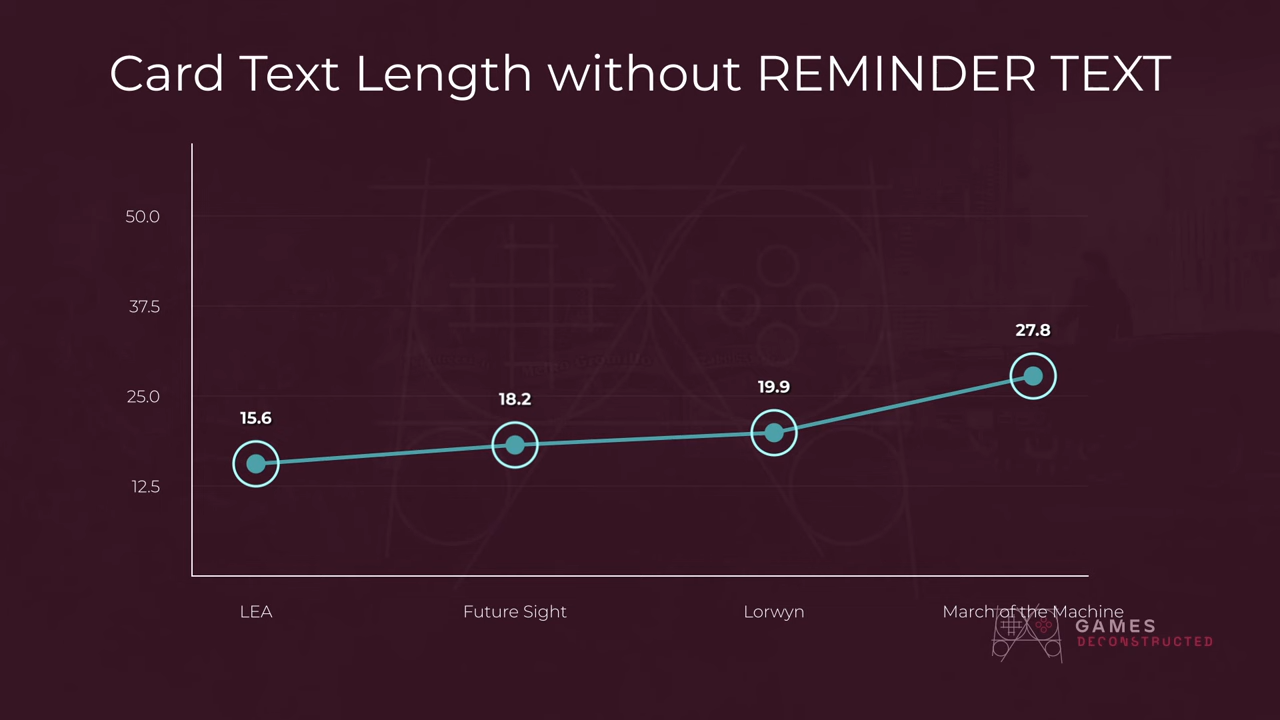 Card Text Length without REMINDER TEXT
50.0
37.5
27.8
25.0
19.9
18.2
15.6
12.5
LEA
Future Sight
Lorwyn
March of the Machine
GAMES
DECONSTRUCTED